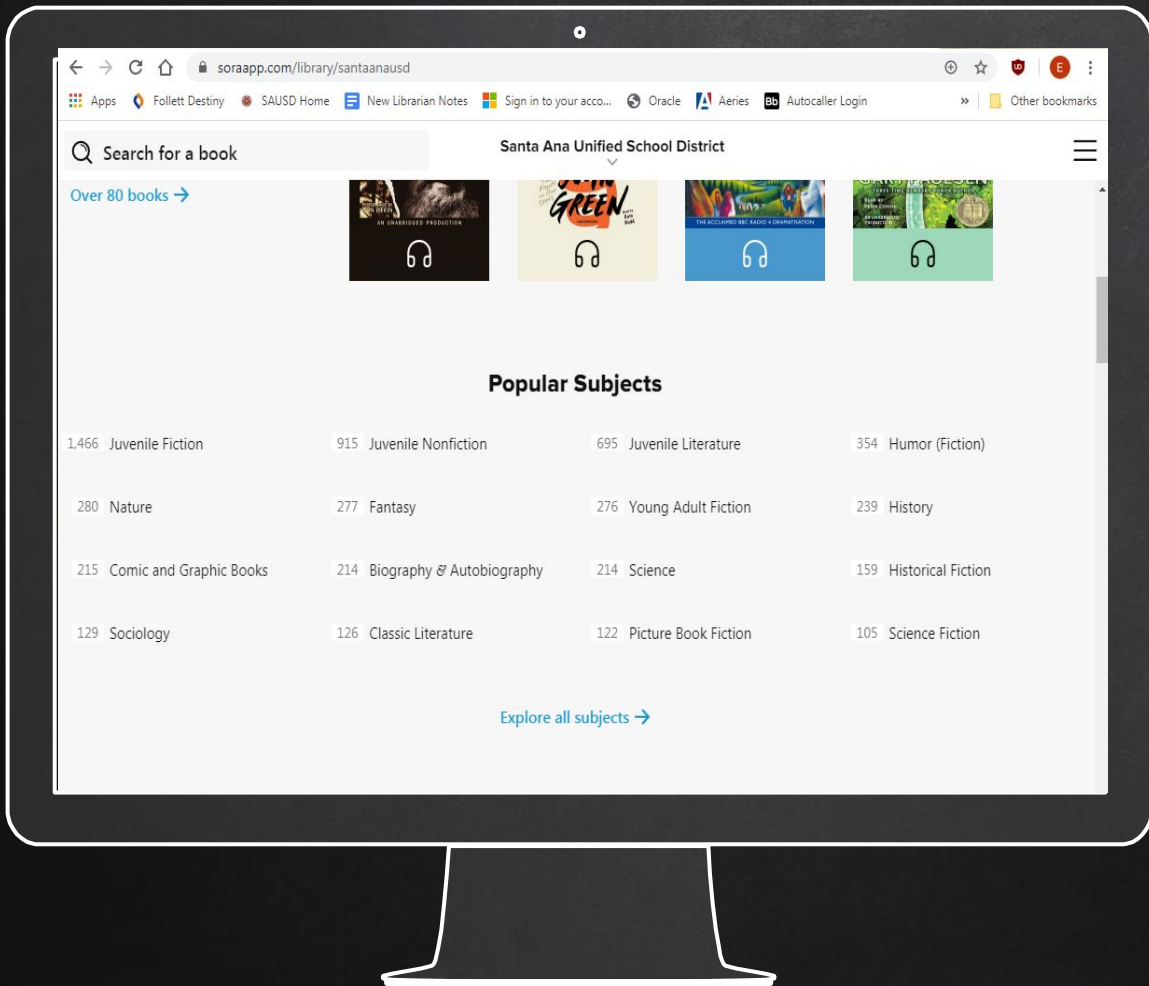 soraapp.com/library/santaanausd
E
Apps Follett Destiny SAUSD Home New Librarian Notes Sign in to your acco... Oracle Aeries Bb Autocaller Login » Other bookmarks
Search for a book
Santa Ana Unified School District
Over 80 books →
AN UNABRIDGED PRODUCTION
GREEN
THE ACCLAIMED BBC RADIO 4 DRAMATISATION
GARY PAULSEN
Popular Subjects
1,466 Juvenile Fiction 915 Juvenile Nonfiction 695 Juvenile Literature 354 Humor (Fiction)
280 Nature 277 Fantasy 276 Young Adult Fiction 239 History
215 Comic and Graphic Books 214 Biography & Autobiography 214 Science 159 Historical Fiction
129 Sociology 126 Classic Literature 122 Picture Book Fiction 105 Science Fiction
Explore all subjects →